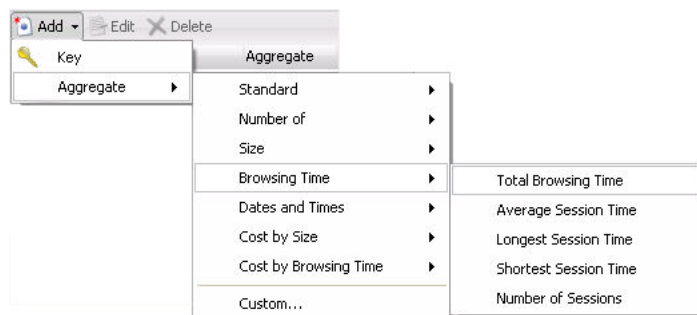 Add Edit Delete
Key
Aggregate
Aggregate
Standard
Number of
Size
Browsing Time
Dates and Times
Cost by Size
Cost by Browsing Time
Custom...
Total Browsing Time
Average Session Time
Longest Session Time
Shortest Session Time
Number of Sessions